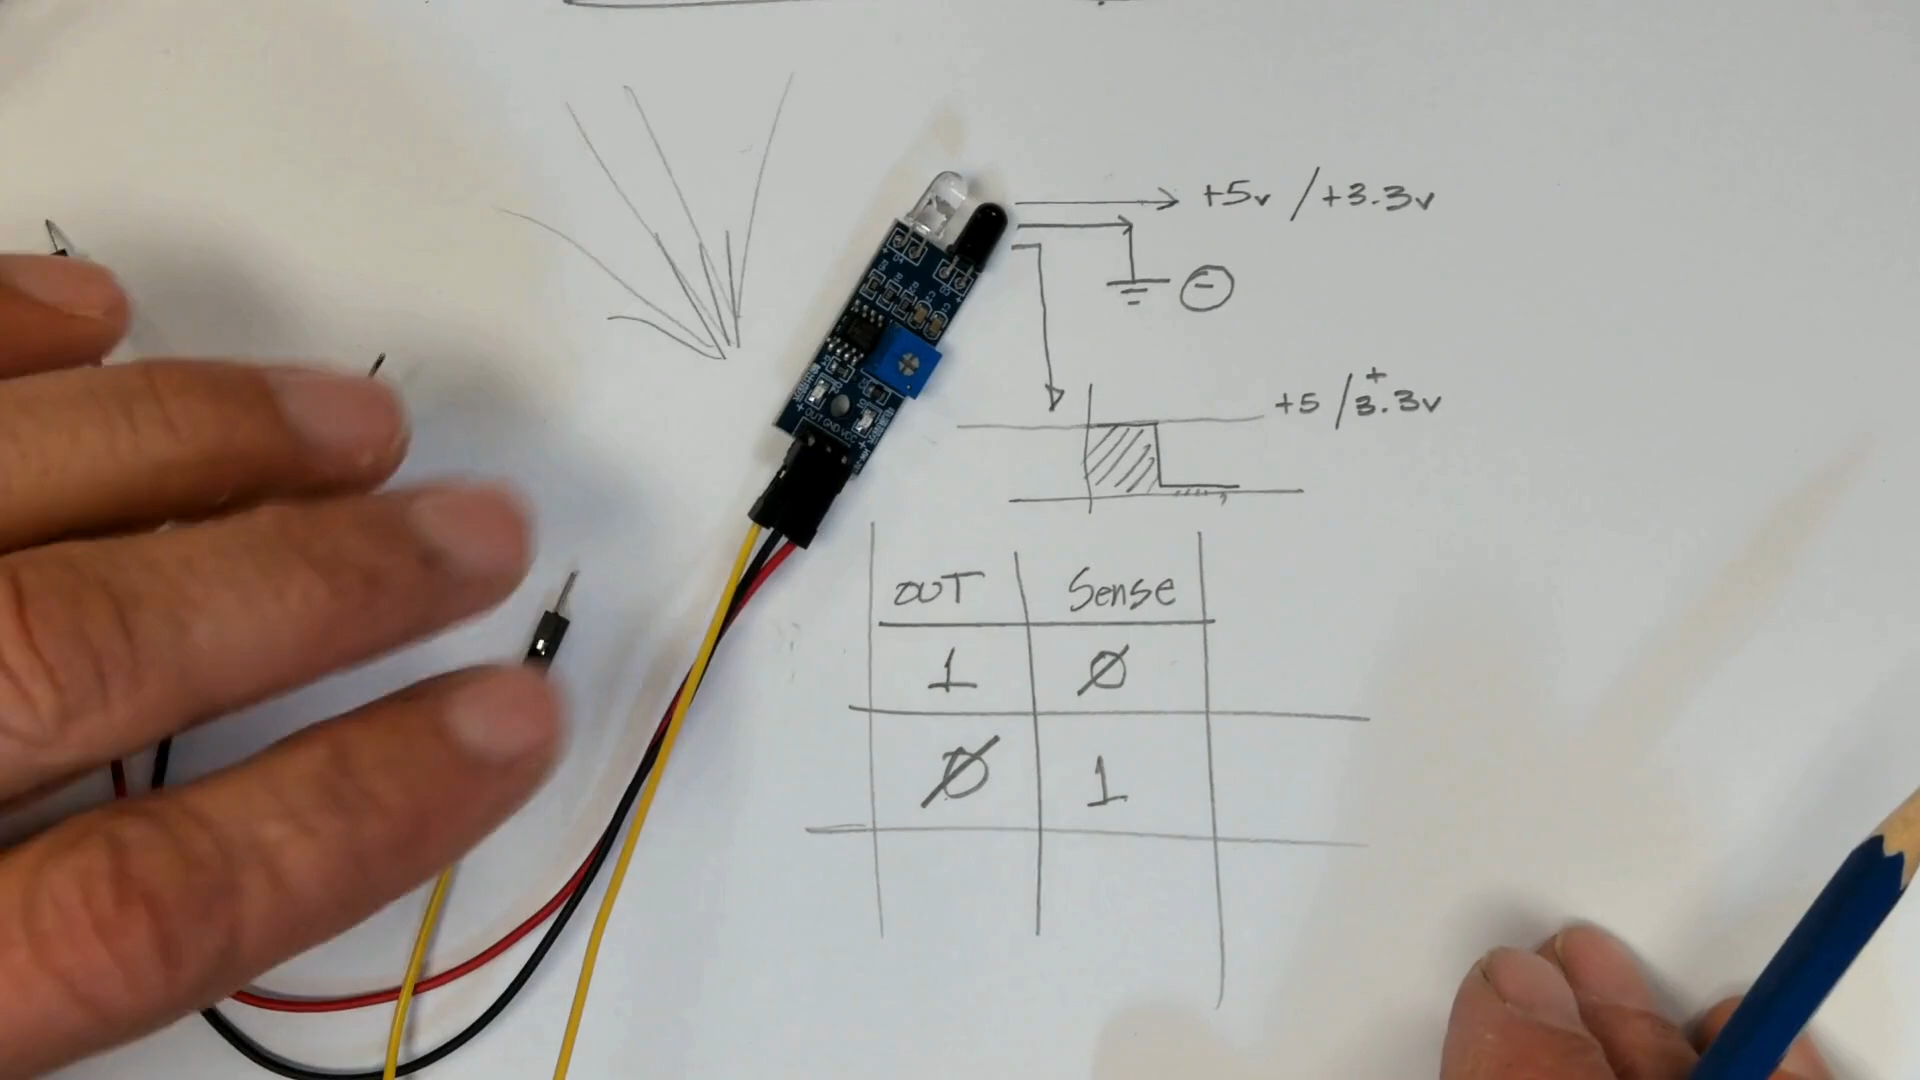 +5v / +3.3v
-
+5 / +3.3v
OUT GND VCC
OUT Sense
1 Ø
Ø 1